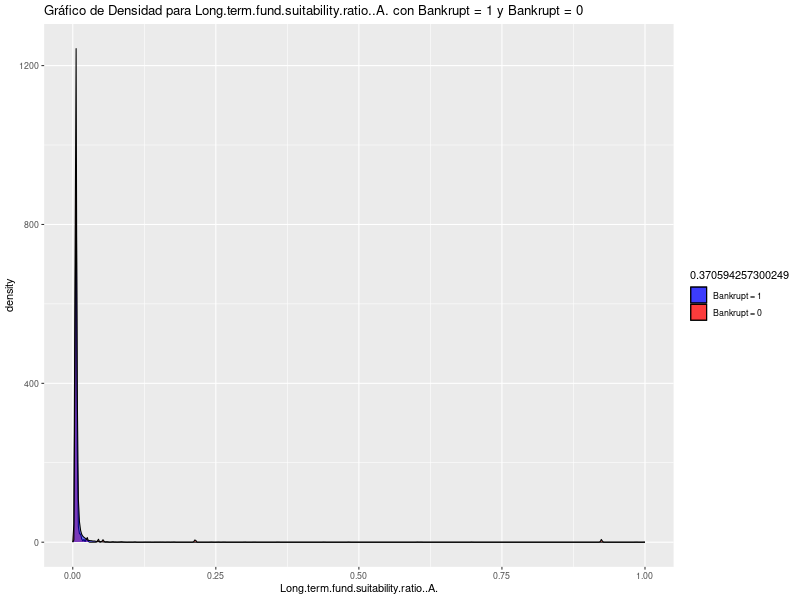 Gráfico de Densidad para Long.term.fund.suitability.ratio..A. con Bankrupt = 1 y Bankrupt = 0
1200
800
400
0
density
0.00 0.25 0.50 0.75 1.00
Long.term.fund.suitability.ratio..A.
0.370594257300249
Bankrupt = 1
Bankrupt = 0